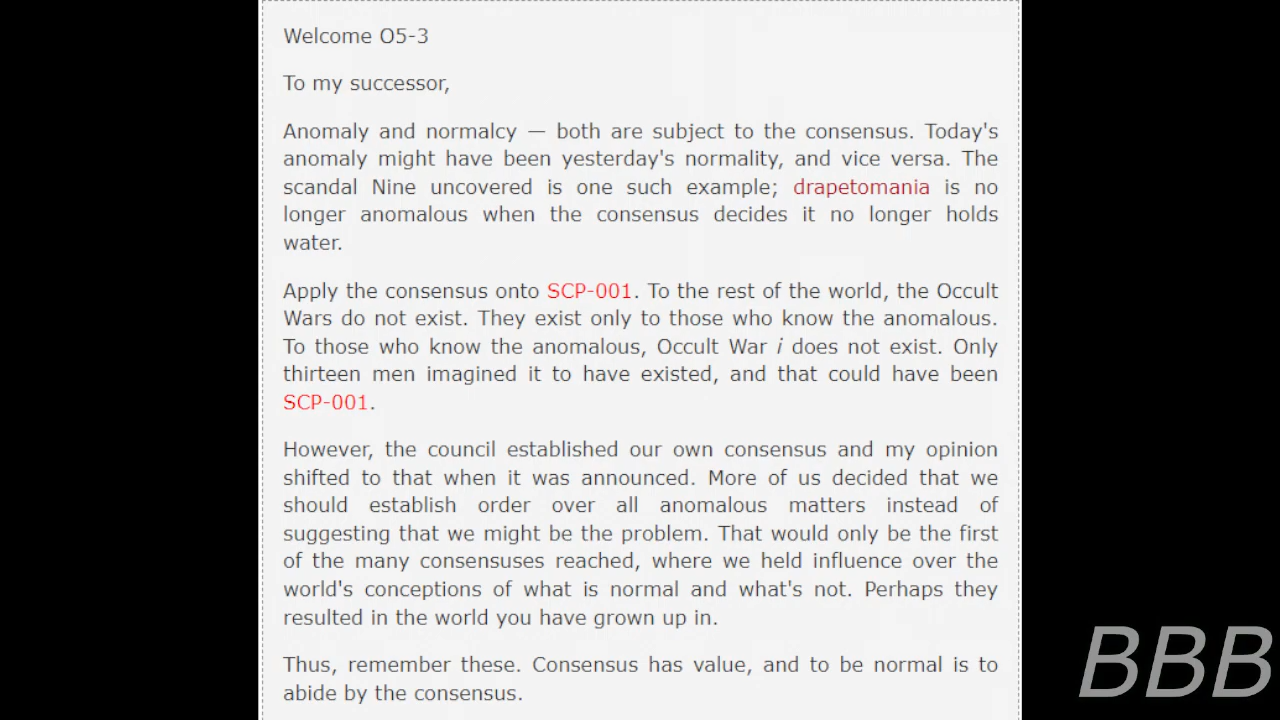 Welcome O5-3
To my successor,
Anomaly and normalcy — both are subject to the consensus. Today's
anomaly might have been yesterday's normality, and vice versa. The
scandal Nine uncovered is one such example; drapetomania is no
longer anomalous when the consensus decides it no longer holds
water.
Apply the consensus onto SCP-001. To the rest of the world, the Occult
Wars do not exist. They exist only to those who know the anomalous.
To those who know the anomalous, Occult War i does not exist. Only
thirteen men imagined it to have existed, and that could have been
SCP-001.
However, the council established our own consensus and my opinion
shifted to that when it was announced. More of us decided that we
should establish order over all anomalous matters instead of
suggesting that we might be the problem. That would only be the first
of the many consensuses reached, where we held influence over the
world's conceptions of what is normal and what's not. Perhaps they
resulted in the world you have grown up in.
Thus, remember these. Consensus has value, and to be normal is to
abide by the consensus.
BBB